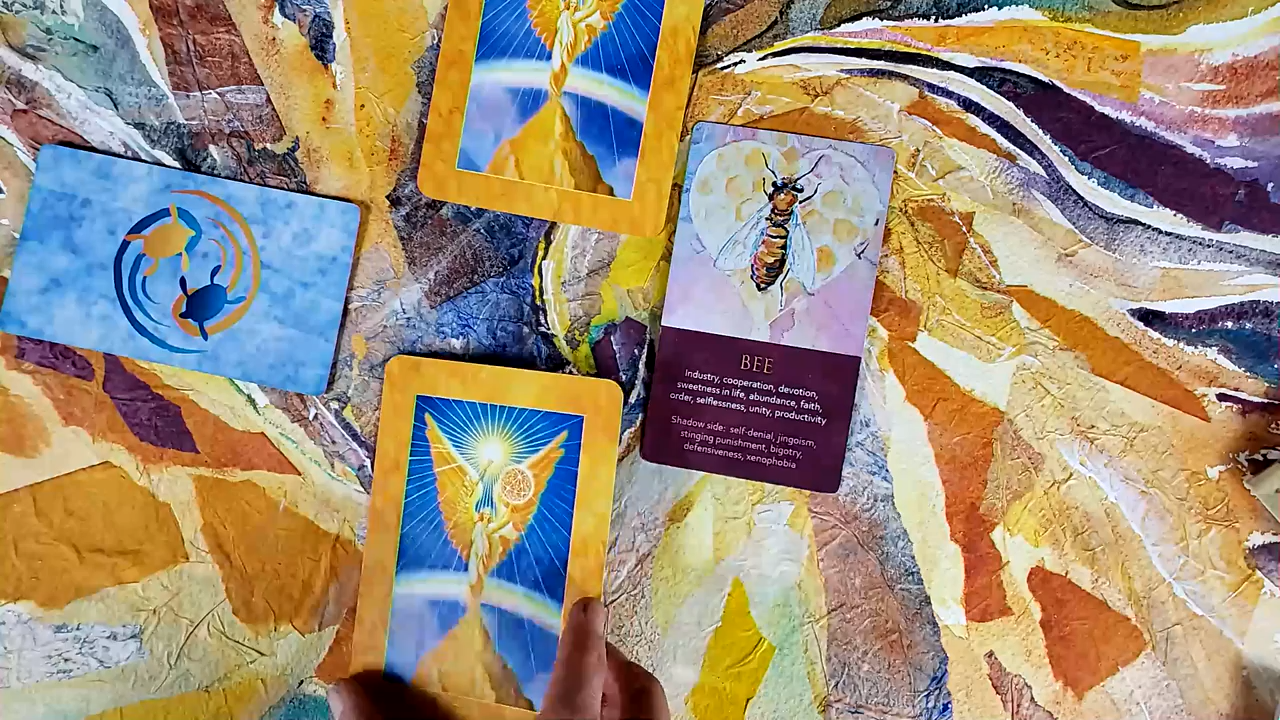 BEE
Industry, cooperation, devotion,
sweetness in life, abundance, faith,
order, selflessness, unity, productivity
Shadow side: self-denial, jingoism,
stinging punishment, bigotry,
defensiveness, xenophobia